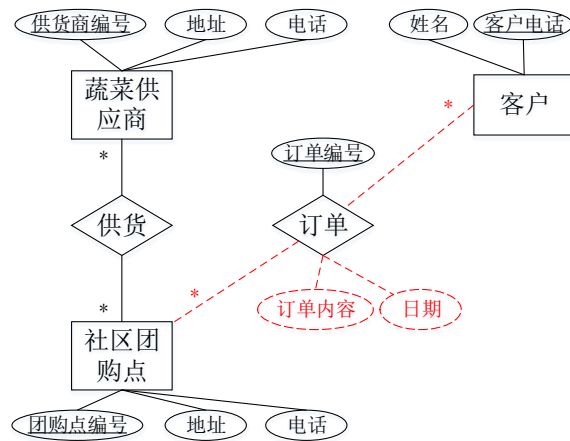 供货商编号
地址
电话
姓名
客户电话
蔬菜供
应商
客户
*
*
订单编号
供货
订单
*
*
订单内容
日期
社区团
购点
团购点编号
地址
电话